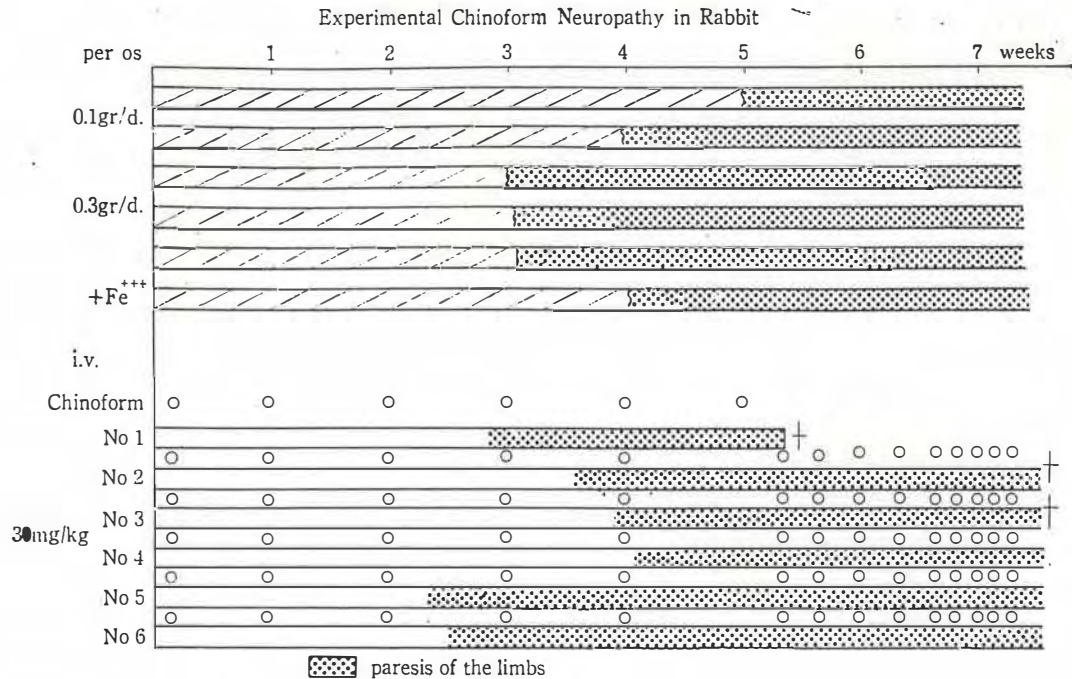 Experimental Chinoform Neuropathy in Rabbit
per os 1 2 3 4 5 6 7 weeks
0.1gr/d.
0.3gr/d.
+Fe+++
i.v.
Chinoform
No 1
No 2
No 3
30mg/kg
No 4
No 5
No 6
paresis of the limbs